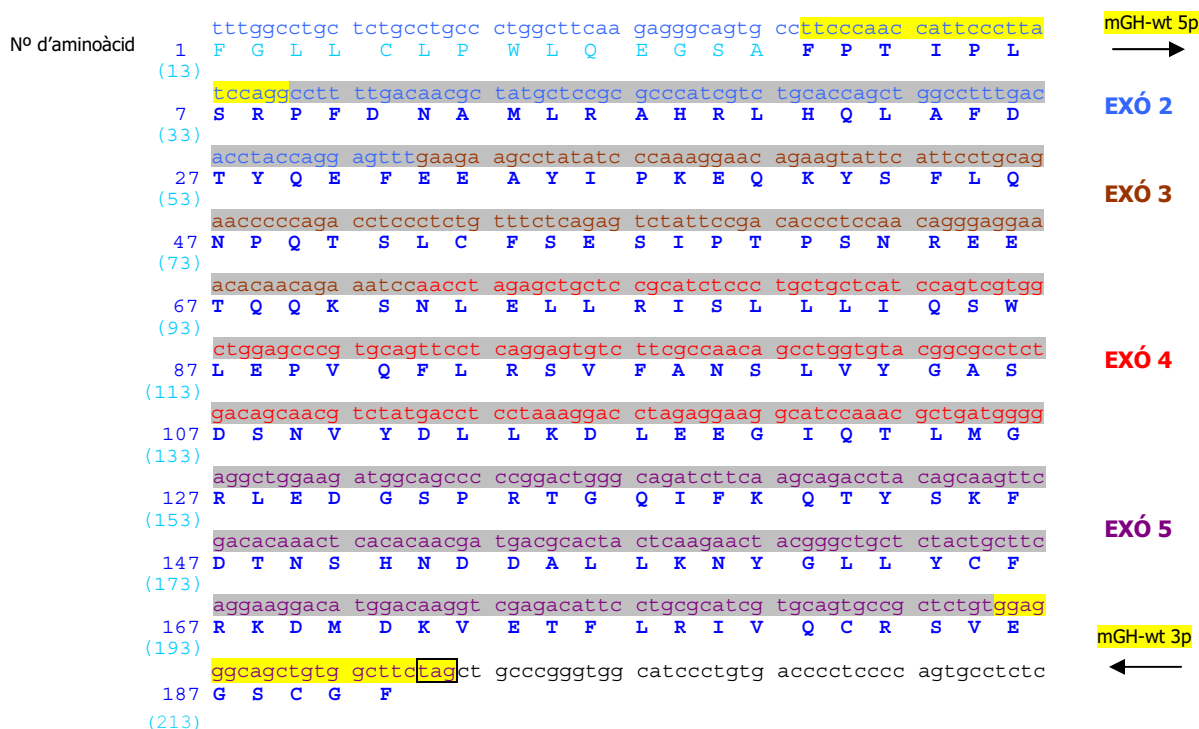 tttggcctgc tctgcctgcc ctggcttcaa gagggcagtg ccttcccaac cattccctta mGH-wt 5p
Nº d'aminoàcid 1 F G L L C L P W L Q E G S A F P T I P L
(13)
tccaggcctt ttgacaacgc tatgctccgc gcccatcgtc tgcaccagct ggcctttgac
7 S R P F D N A M L R A H R L H Q L A F D EXÓ 2
(33)
acctaccagg agtttgaaga agcctatatc ccaaaggaac agaagtattc attcctgcag
27 T Y Q E F E E A Y I P K E Q K Y S F L Q EXÓ 3
(53)
aacccccaga cctccctctg tttctcagag tctattccga caccctccaa cagggaggaa
47 N P Q T S L C F S E S I P T P S N R E E
(73)
acacaacaga aatccaacct agagctgctc cgcatctccc tgctgctcat ccagtcgtgg
67 T Q Q K S N L E L L R I S L L L I Q S W
(93)
ctggagcccg tgcagttcct caggagtgtc ttcgccaaca gcctggtgta cggcgcctct
87 L E P V Q F L R S V F A N S L V Y G A S EXÓ 4
(113)
gacagcaacg tctatgacct cctaaaggac ctagaggaag gcatccaaac gctgatgggg
107 D S N V Y D L L K D L E E G I Q T L M G
(133)
aggctggaag atggcagccc ccggactggg cagatcttca agcagaccta cagcaagttc
127 R L E D G S P R T G Q I F K Q T Y S K F
(153)
gacacaaact cacacaacga tgacgcacta ctcaagaact acgggctgct ctactgcttc EXÓ 5
147 D T N S H N D D A L L K N Y G L L Y C F
(173)
aggaaggaca tggacaaggt cgagacattc ctgcgcatcg tgcagtgccg ctctgtggag
167 R K D M D K V E T F L R I V Q C R S V E mGH-wt 3p
(193)
ggcagctgtg gcttctagct gcccgggtgg catccctgtg acccctcccc agtgcctctc
187 G S C G F
(213)